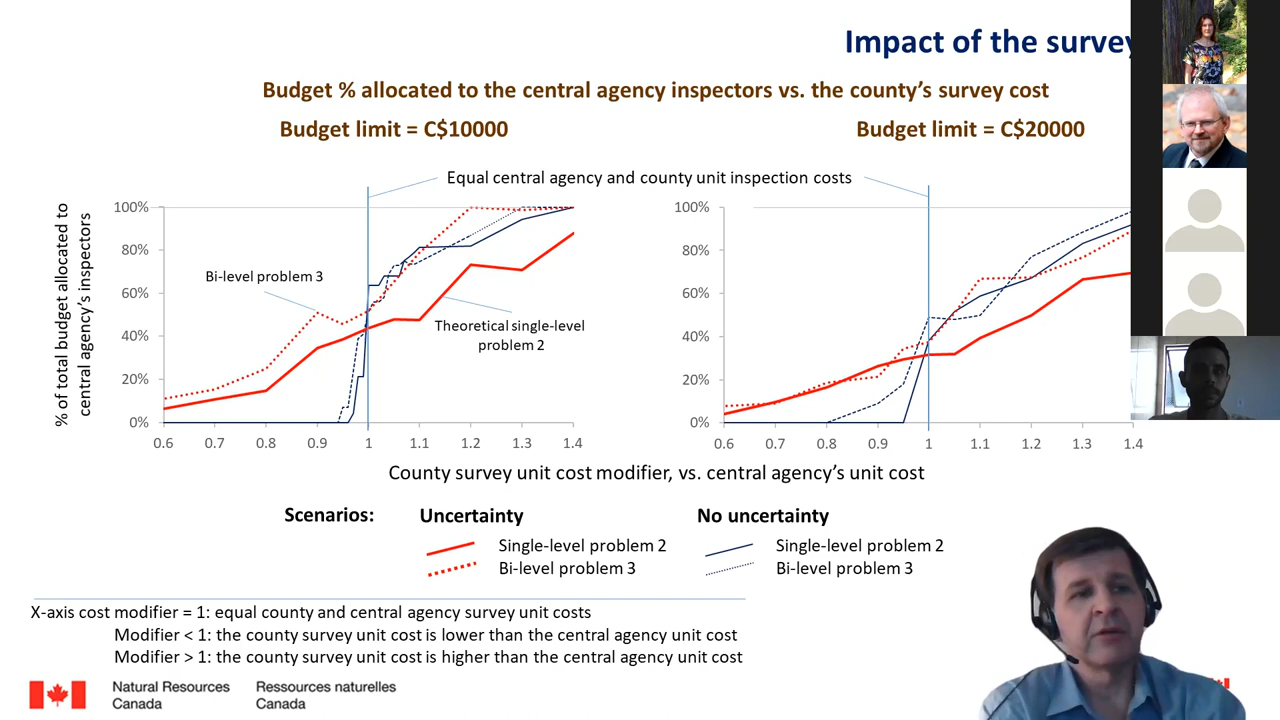 Impact of the survey
Budget % allocated to the central agency inspectors vs. the county's survey cost
Budget limit = C$10000
Budget limit = C$20000
Equal central agency and county unit inspection costs
% of total budget allocated to
central agency's inspectors
100%
80%
60%
40%
20%
0%
Bi-level problem 3
Theoretical single-level
problem 2
0.6 0.7 0.8 0.9 1 1.1 1.2 1.3 1.4
100%
80%
60%
40%
20%
0%
0.6 0.7 0.8 0.9 1 1.1 1.2 1.3 1.4
County survey unit cost modifier, vs. central agency's unit cost
Scenarios:
Uncertainty
Single-level problem 2
Bi-level problem 3
No uncertainty
Single-level problem 2
Bi-level problem 3
X-axis cost modifier = 1: equal county and central agency survey unit costs
Modifier < 1: the county survey unit cost is lower than the central agency unit cost
Modifier > 1: the county survey unit cost is higher than the central agency unit cost
Natural Resources
Canada
Ressources naturelles
Canada